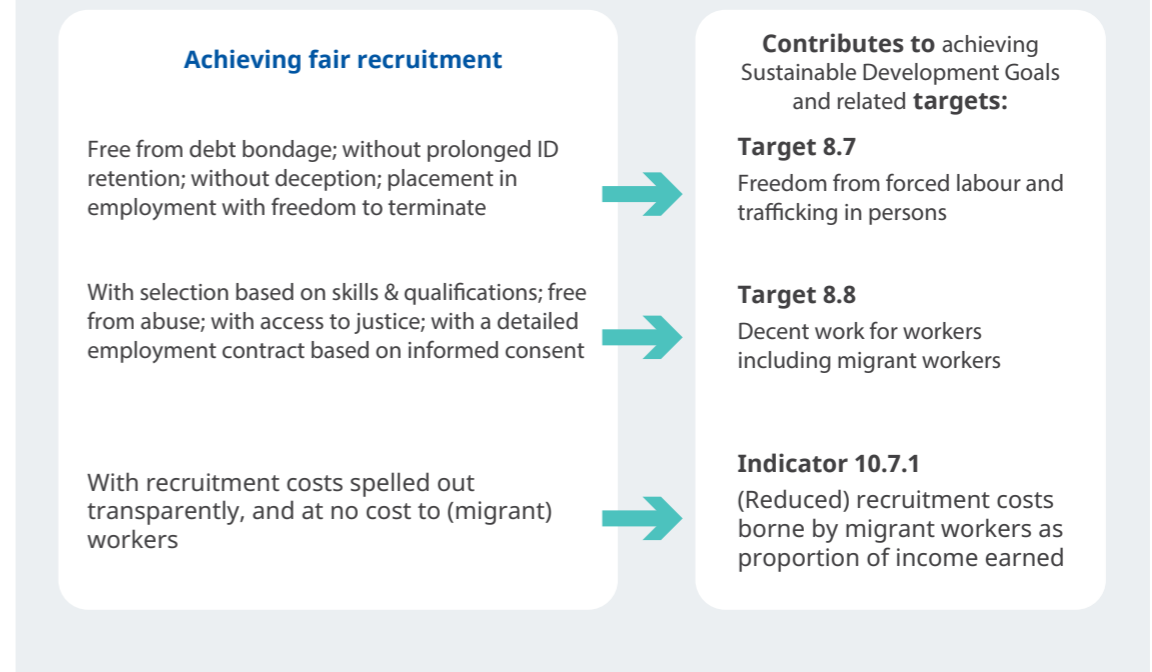 Achieving fair recruitment
Free from debt bondage; without prolonged ID
retention; without deception; placement in
employment with freedom to terminate
With selection based on skills & qualifications; free
from abuse; with access to justice; with a detailed
employment contract based on informed consent
With recruitment costs spelled out
transparently, and at no cost to (migrant)
workers
Contributes to achieving
Sustainable Development Goals
and related targets:
Target 8.7
Freedom from forced labour and
trafficking in persons
Target 8.8
Decent work for workers
including migrant workers
Indicator 10.7.1
(Reduced) recruitment costs
borne by migrant workers as
proportion of income earned